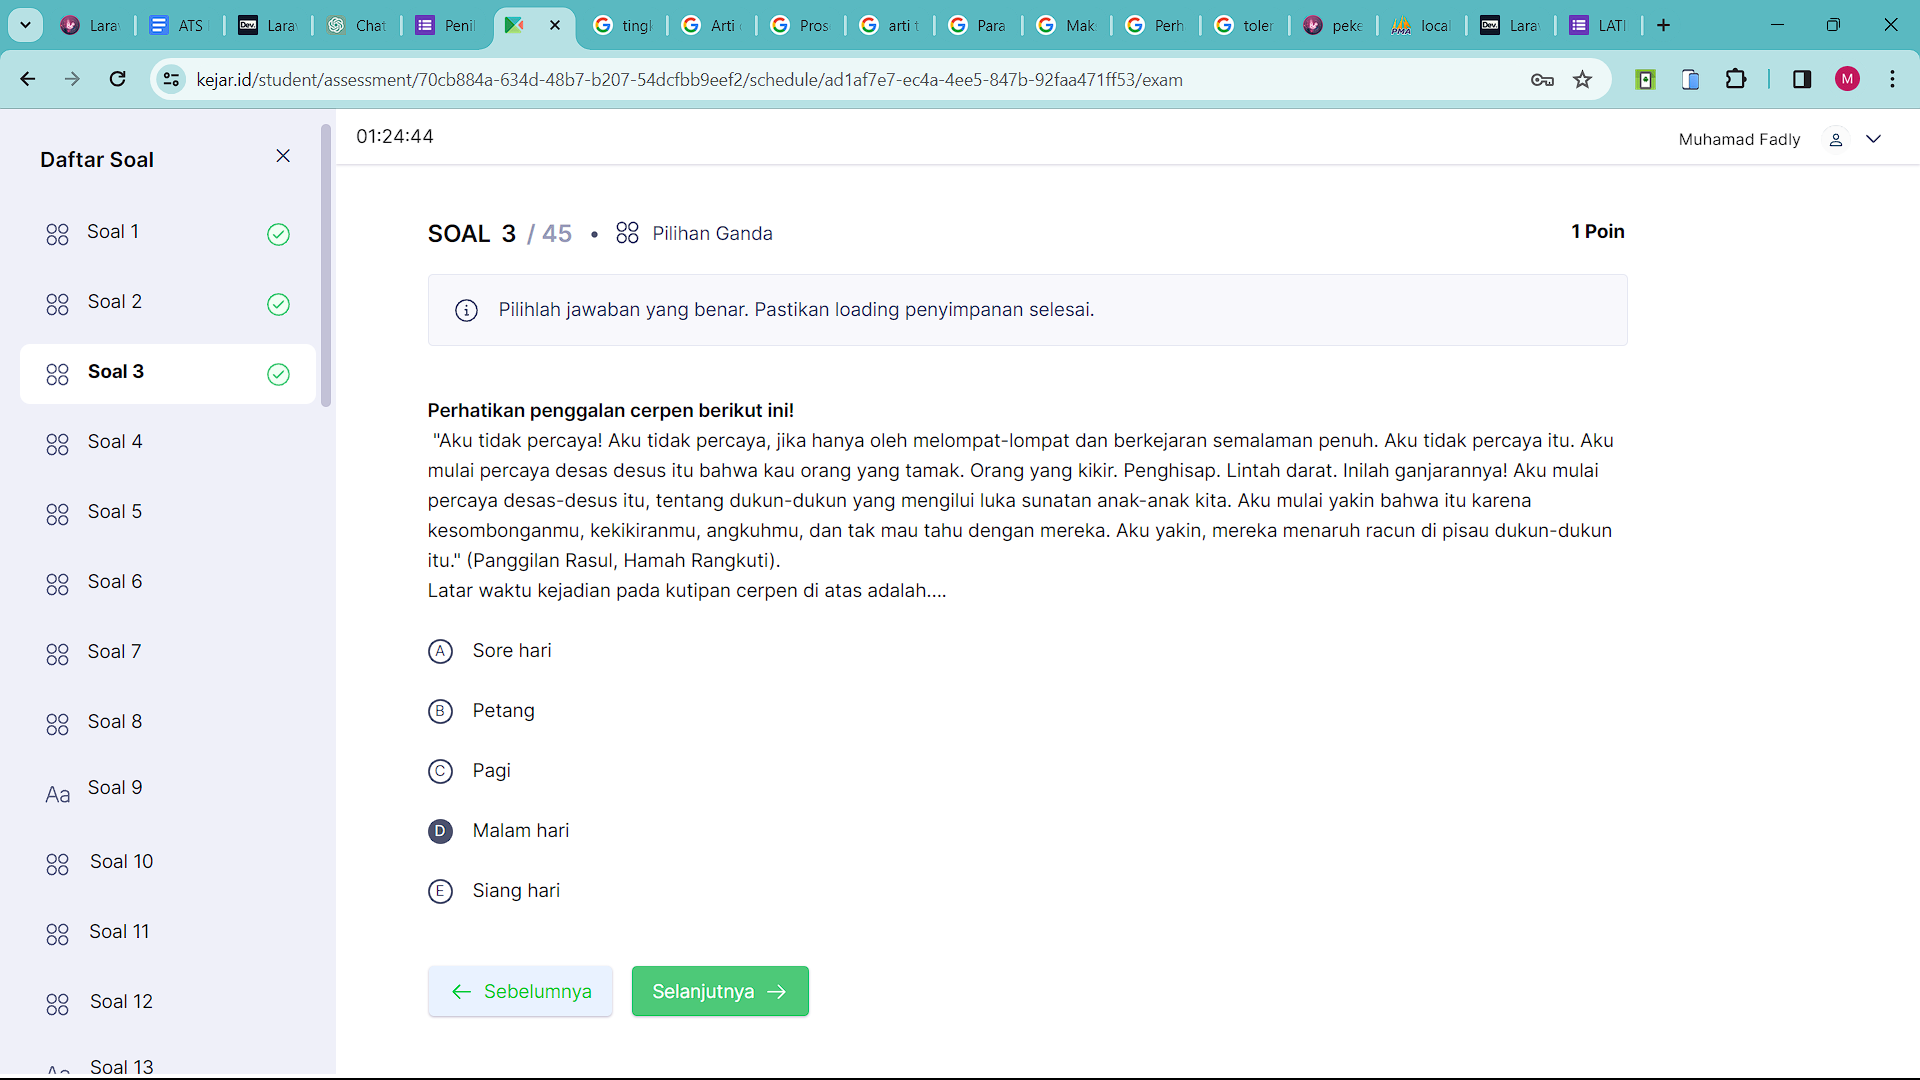 Lara
ATS
Dev. Lara
Chat
Penil
tingk
Arti
Pros
arti t
Para
Mak
Perh
toler
peke
PMA local
Dev. Lara
LATI
kejar.id/student/assessment/70cb884a-634d-48b7-b207-54dcfbb9eef2/schedule/ad1af7e7-ec4a-4ee5-847b-92faa471ff53/exam
M
Daftar Soal
Soal 1
Soal 2
Soal 3
Soal 4
Soal 5
Soal 6
Soal 7
Soal 8
Aa Soal 9
Soal 10
Soal 11
Soal 12
Aa Soal 13
01:24:44
Muhamad Fadly
SOAL 3 / 45 • Pilihan Ganda
1 Poin
Pilihlah jawaban yang benar. Pastikan loading penyimpanan selesai.
Perhatikan penggalan cerpen berikut ini!
"Aku tidak percaya! Aku tidak percaya, jika hanya oleh melompat-lompat dan berkejaran semalaman penuh. Aku tidak percaya itu. Aku
mulai percaya desas desus itu bahwa kau orang yang tamak. Orang yang kikir. Penghisap. Lintah darat. Inilah ganjarannya! Aku mulai
percaya desas-desus itu, tentang dukun-dukun yang mengilui luka sunatan anak-anak kita. Aku mulai yakin bahwa itu karena
kesombonganmu, kekikiranmu, angkuhmu, dan tak mau tahu dengan mereka. Aku yakin, mereka menaruh racun di pisau dukun-dukun
itu." (Panggilan Rasul, Hamah Rangkuti).
Latar waktu kejadian pada kutipan cerpen di atas adalah....
A Sore hari
B Petang
C Pagi
D Malam hari
E Siang hari
← Sebelumnya
Selanjutnya →